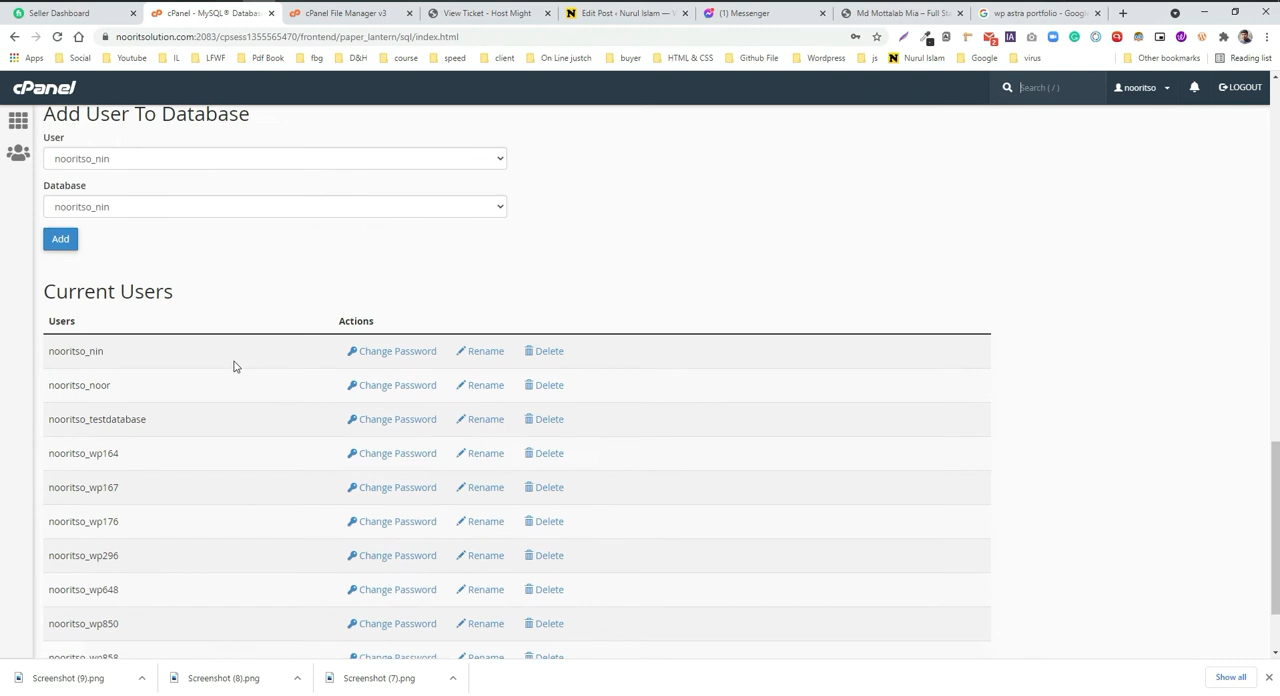 Seller Dashboard
cPanel - MySQL® Databas
cPanel File Manager v3
View Ticket - Host Might
Edit Post ‹ Nurul Islam — W
(1) Messenger
Md Mottalab Mia – Full St
wp astra portfolio - Google
nooritsolution.com:2083/cpsess1355565470/frontend/paper_lantern/sql/index.html
Apps
Social
Youtube
IL
LFWF
Pdf Book
fbg
D&H
course
speed
client
On Line justch
buyer
HTML & CSS
Github File
Wordpress
js
Nurul Islam
Google
virus
Other bookmarks
Reading list
cPanel
Search ( / )
nooritso
LOGOUT
Add User To Database
User
nooritso_nin
Database
nooritso_nin
Add
Current Users
Users Actions
nooritso_nin Change Password Rename Delete
nooritso_noor Change Password Rename Delete
nooritso_testdatabase Change Password Rename Delete
nooritso_wp164 Change Password Rename Delete
nooritso_wp167 Change Password Rename Delete
nooritso_wp176 Change Password Rename Delete
nooritso_wp296 Change Password Rename Delete
nooritso_wp648 Change Password Rename Delete
nooritso_wp850 Change Password Rename Delete
nooritso_wp858 Change Password Rename Delete
Screenshot (9).png
Screenshot (8).png
Screenshot (7).png
Show all